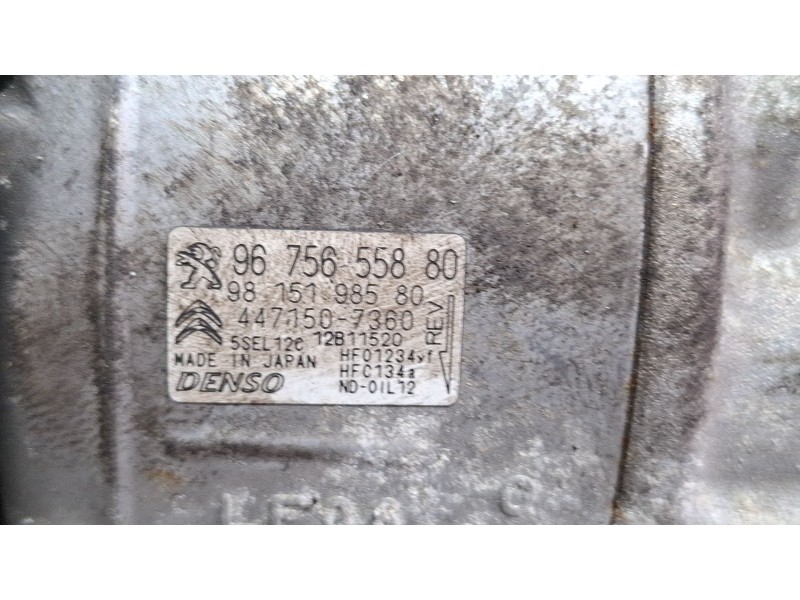 96 756 558 80
98 151 985 80
447150-7360
5SEL12C 12B11520
MADE IN JAPAN HFO1234yf
DENSO HFC134a
ND-OIL12
REV